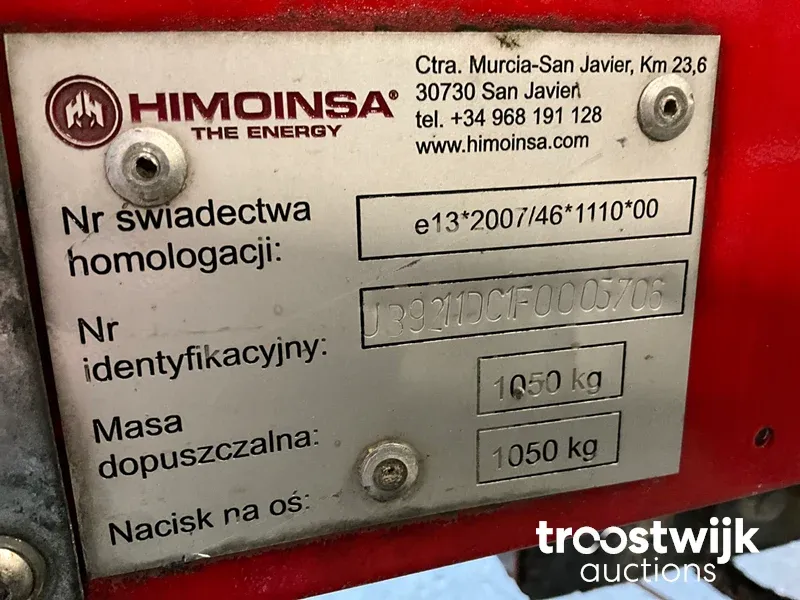 HIMOINSA®
THE ENERGY
Ctra. Murcia-San Javier, Km 23,6
30730 San Javier
tel. +34 968 191 128
www.himoinsa.com
Nr świadectwa
homologacji:
e13*2007/46*1110*00
Nr
identyfikacyjny:
Masa
dopuszczalna:
1050 kg
Nacisk na oś:
1050 kg
troostwijk
auctions